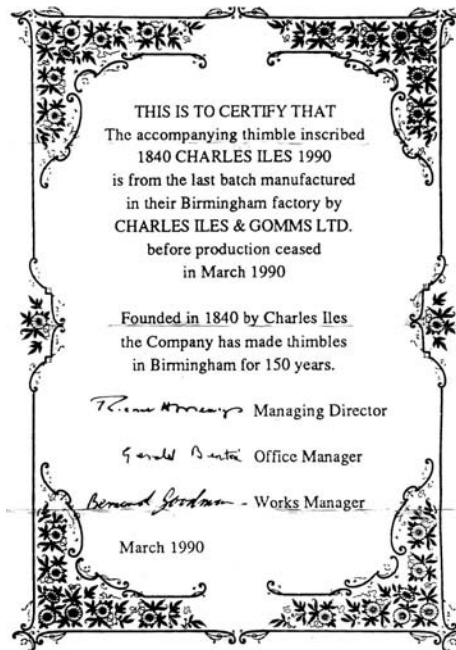 THIS IS TO CERTIFY THAT
The accompanying thimble inscribed
1840 CHARLES ILES 1990
is from the last batch manufactured
in their Birmingham factory by
CHARLES ILES & GOMMS LTD.
before production ceased
in March 1990
Founded in 1840 by Charles Iles
the Company has made thimbles
in Birmingham for 150 years.
Managing Director
Gerald Office Manager
Bernard Goodman - Works Manager
March 1990